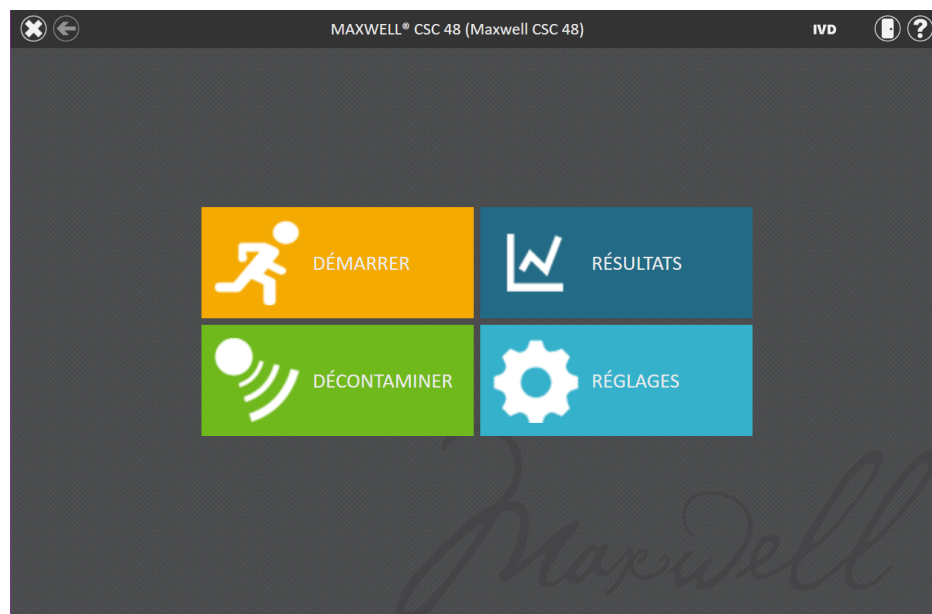 MAXWELL® CSC 48 (Maxwell CSC 48)
IVD
?
DÉMARRER
RÉSULTATS
DÉCONTAMINER
RÉGLAGES
Maxwell